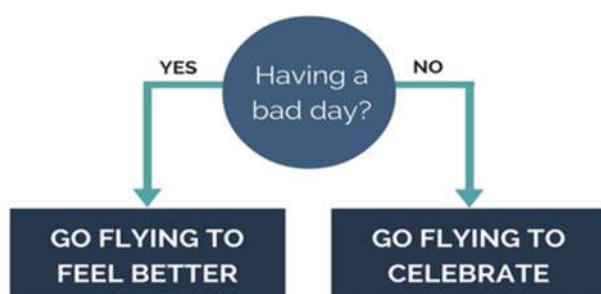 Having a
bad day?
YES
NO
GO FLYING TO
FEEL BETTER
GO FLYING TO
CELEBRATE